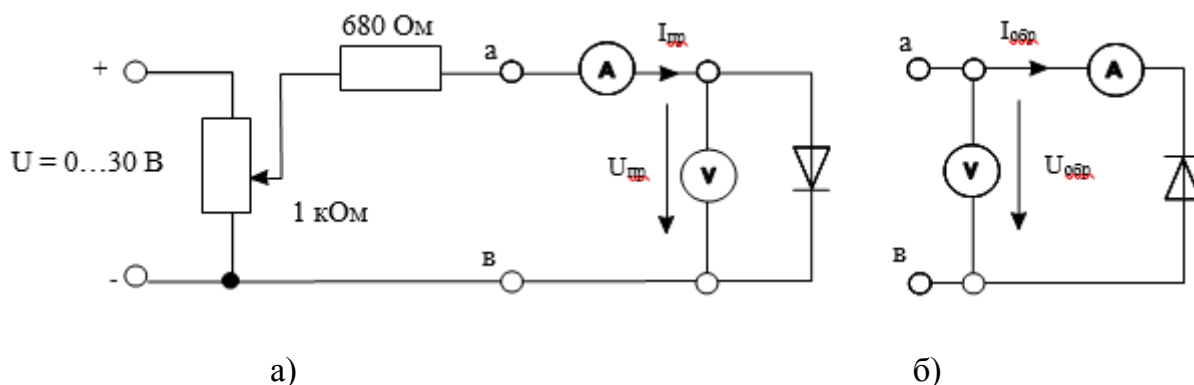 680 Ом
+
U = 0…30 В
-
1 кОм
а
A
Iпр
Uпр
V
в
а
Iобр
A
V
Uобр
в
а)
б)